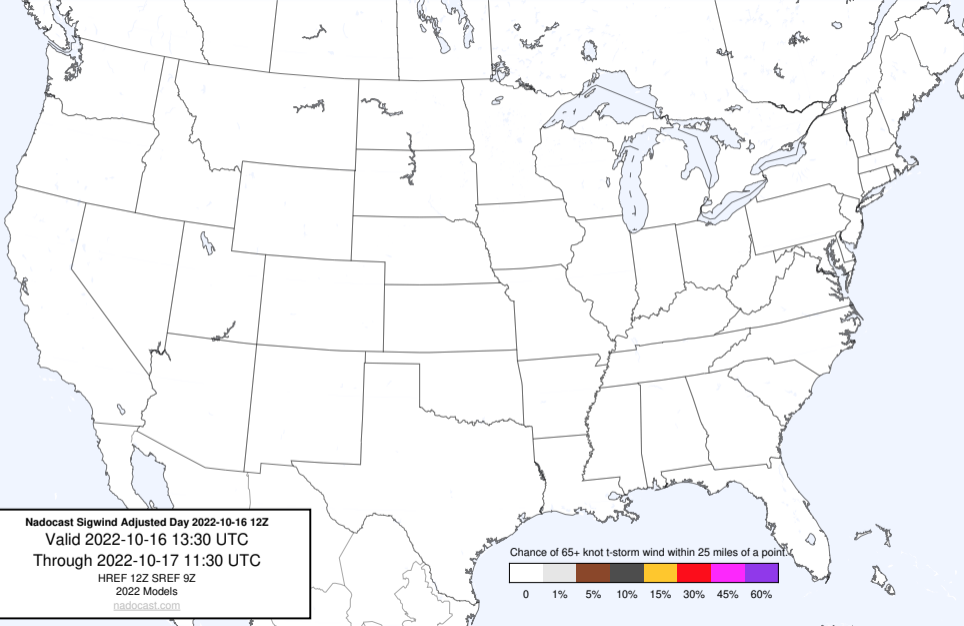 Nadocast Sigwind Adjusted Day 2022-10-16 12Z
Valid 2022-10-16 13:30 UTC
Through 2022-10-17 11:30 UTC
HREF 12Z SREF 9Z
2022 Models
nadocast.com
Chance of 65+ knot t-storm wind within 25 miles of a point.
0 1% 5% 10% 15% 30% 45% 60%